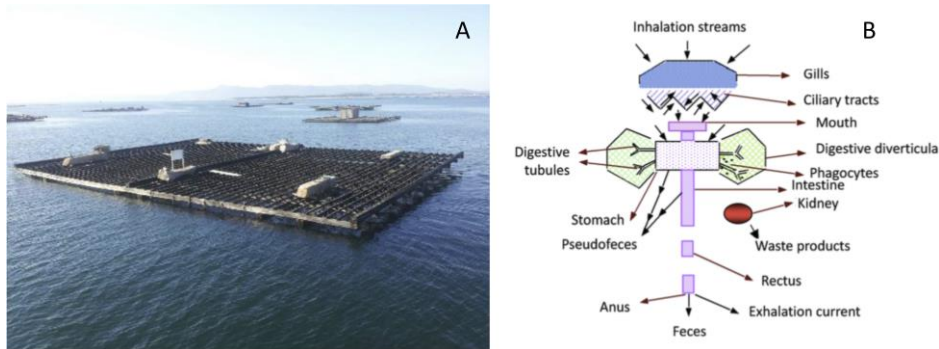 A
B
Inhalation streams
Gills
Ciliary tracts
Mouth
Digestive
tubules
Digestive diverticula
Phagocytes
Intestine
Kidney
Stomach
Pseudofeces
Waste products
Rectus
Anus
Exhalation current
Feces